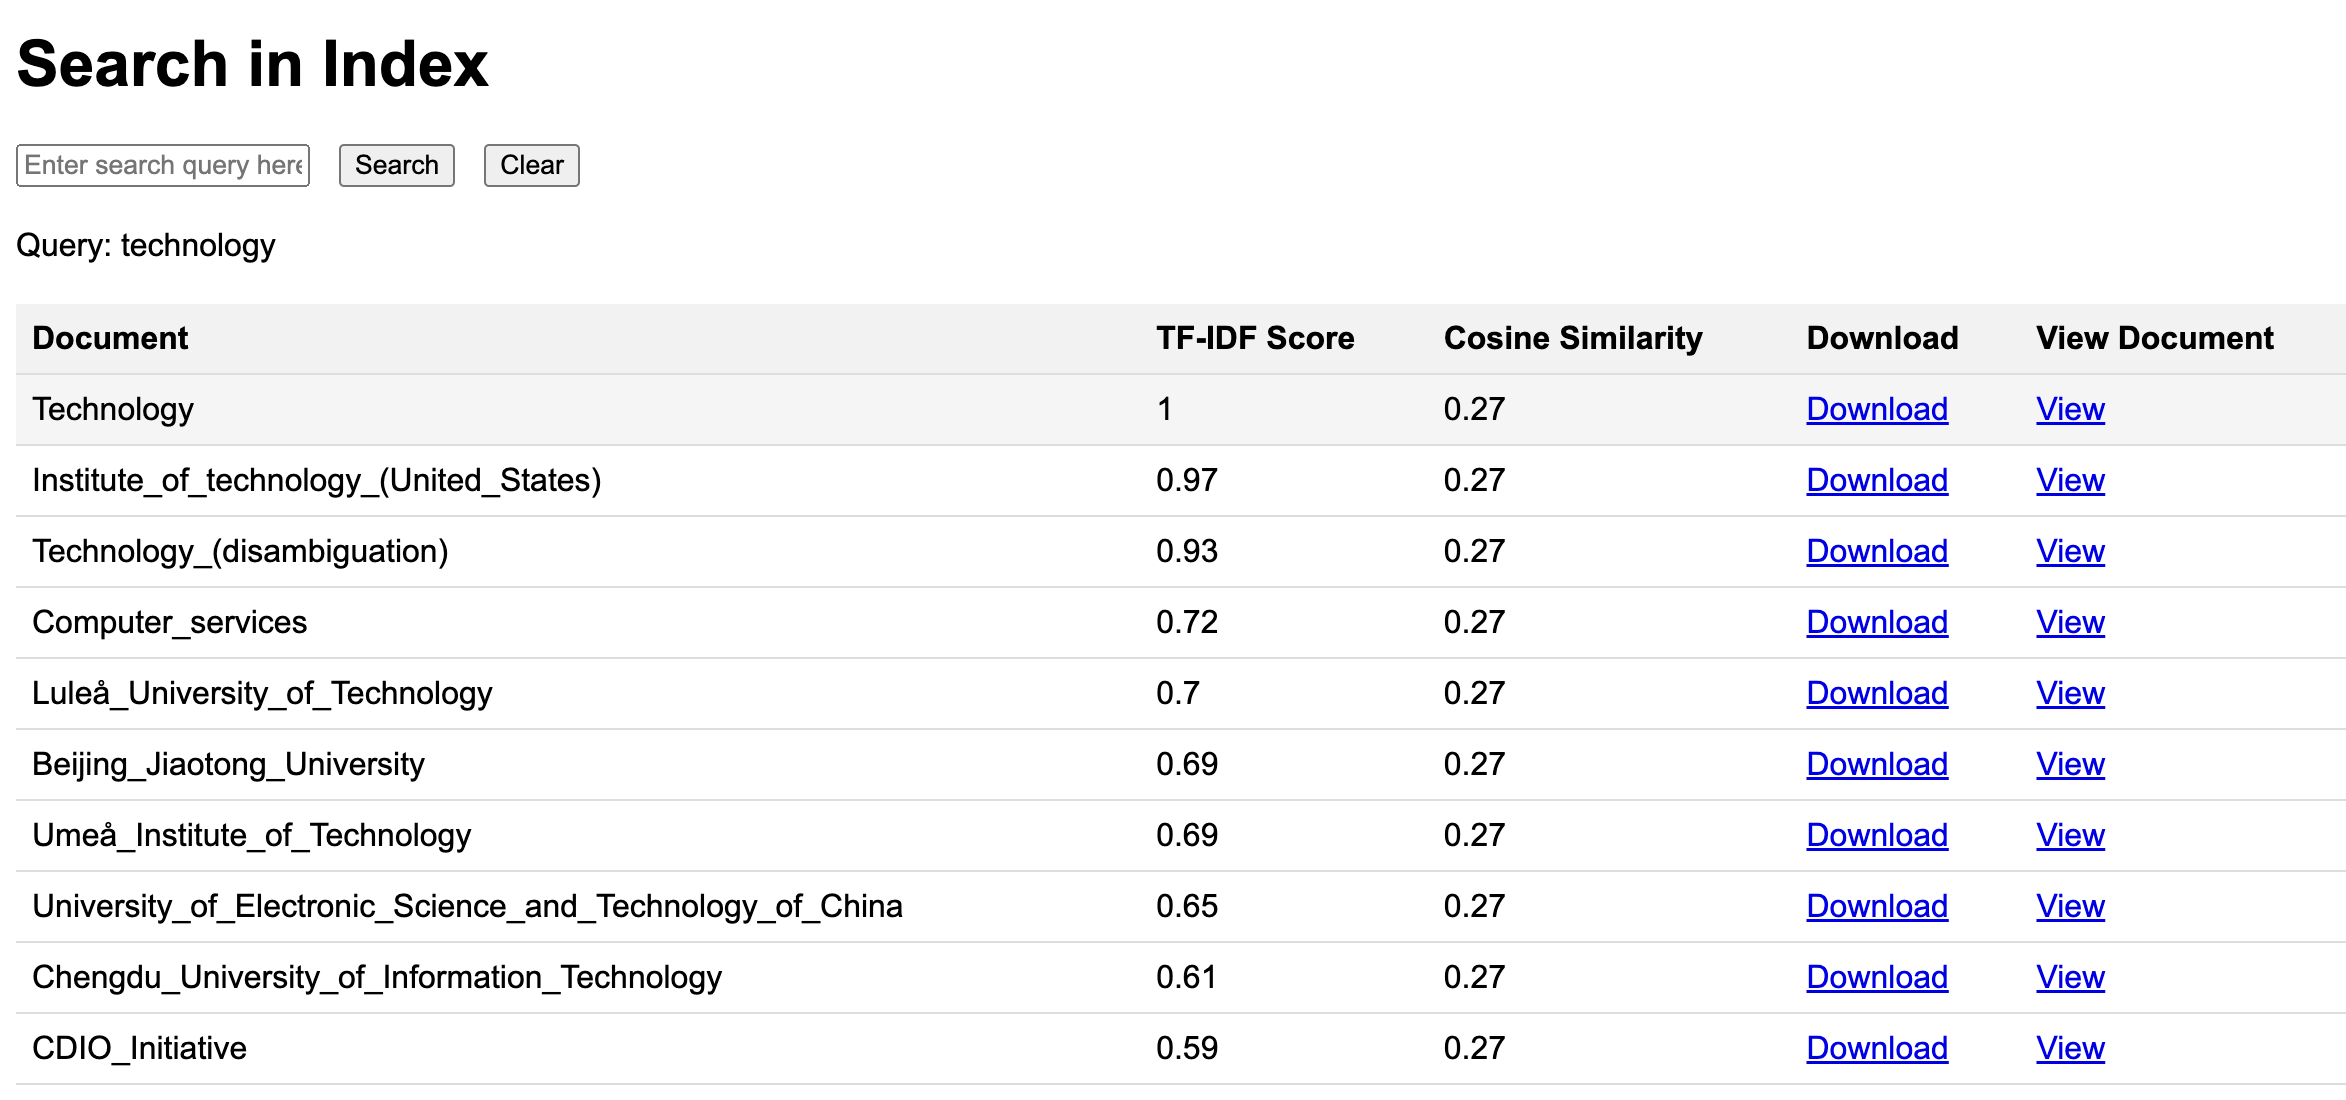 Search in Index
Enter search query here Search Clear
Query: technology
Document TF-IDF Score Cosine Similarity Download View Document
Technology 1 0.27 Download View
Institute_of_technology_(United_States) 0.97 0.27 Download View
Technology_(disambiguation) 0.93 0.27 Download View
Computer_services 0.72 0.27 Download View
Luleå_University_of_Technology 0.7 0.27 Download View
Beijing_Jiaotong_University 0.69 0.27 Download View
Umeå_Institute_of_Technology 0.69 0.27 Download View
University_of_Electronic_Science_and_Technology_of_China 0.65 0.27 Download View
Chengdu_University_of_Information_Technology 0.61 0.27 Download View
CDIO_Initiative 0.59 0.27 Download View